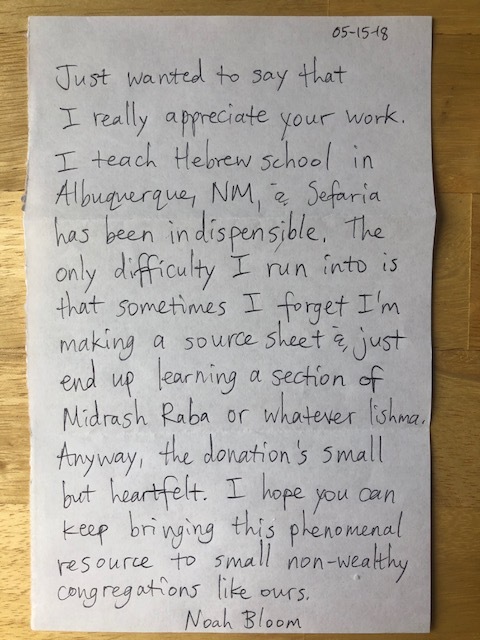 05-15-18
Just wanted to say that
I really appreciate your work.
I teach Hebrew school in
Albuquerque, NM, & Sefaria
has been indispensible. The
only difficulty I run into is
that sometimes I forget I'm
making a source sheet &, just
end up learning a section of
Midrash Raba or whatever lishma.
Anyway, the donation's small
but heartfelt. I hope you can
keep bringing this phenomenal
resource to small non-wealthy
congregations like ours.
Noah Bloom